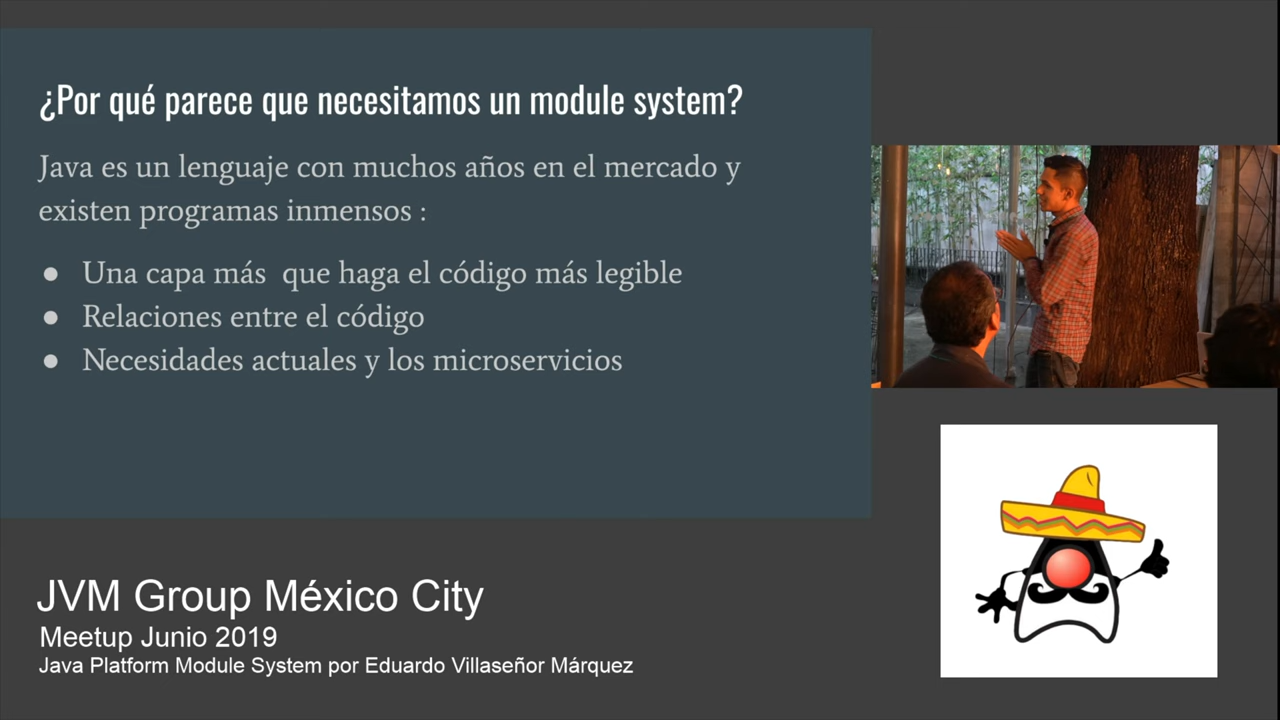 ¿Por qué parece que necesitamos un module system?
Java es un lenguaje con muchos años en el mercado y
existen programas inmensos :
● Una capa más  que haga el código más legible
● Relaciones entre el código
● Necesidades actuales y los microservicios
JVM Group México City
Meetup Junio 2019
Java Platform Module System por Eduardo Villaseñor Márquez